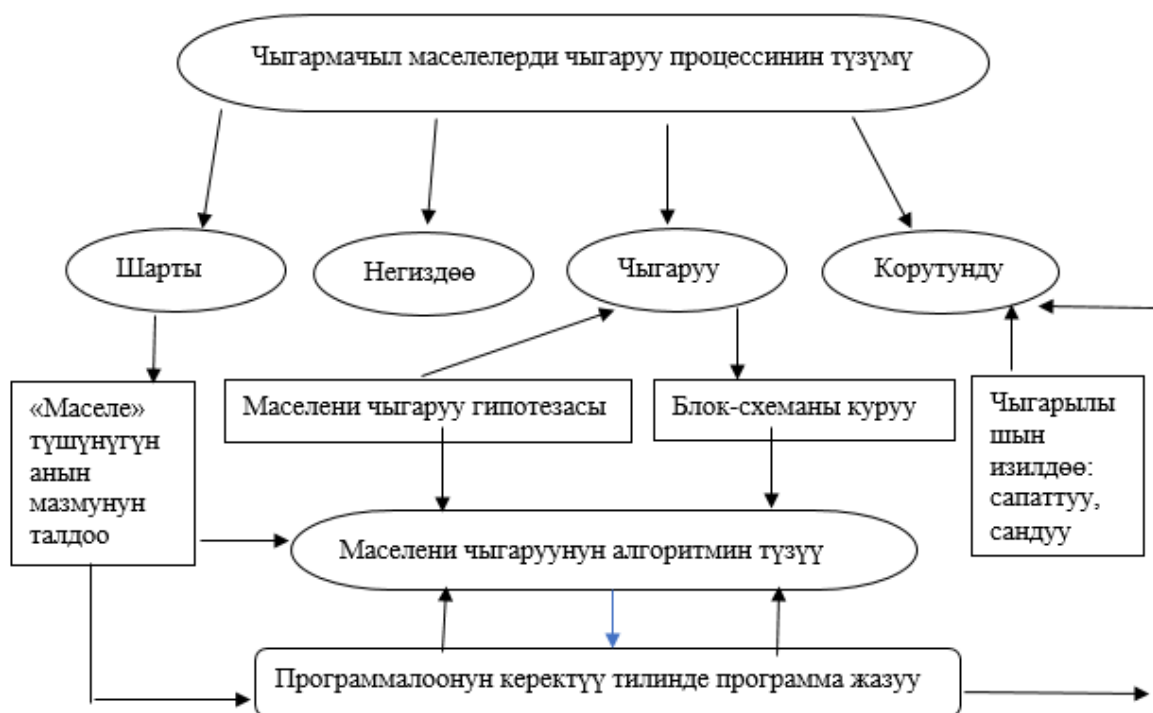 Чыгармачыл маселелерди чыгаруу процессинин түзүмү
Шарты
Негиздөө
Чыгаруу
Корутунду
«Маселе»
түшүнүгүн
анын
мазмунун
талдоо
Маселени чыгаруу гипотезасы
Блок-схеманы куруу
Чыгарылы
шын
изилдөө:
сапаттуу,
сандуу
Маселени чыгаруунун алгоритмин түзүү
Программалоонун керектүү тилинде программа жазуу